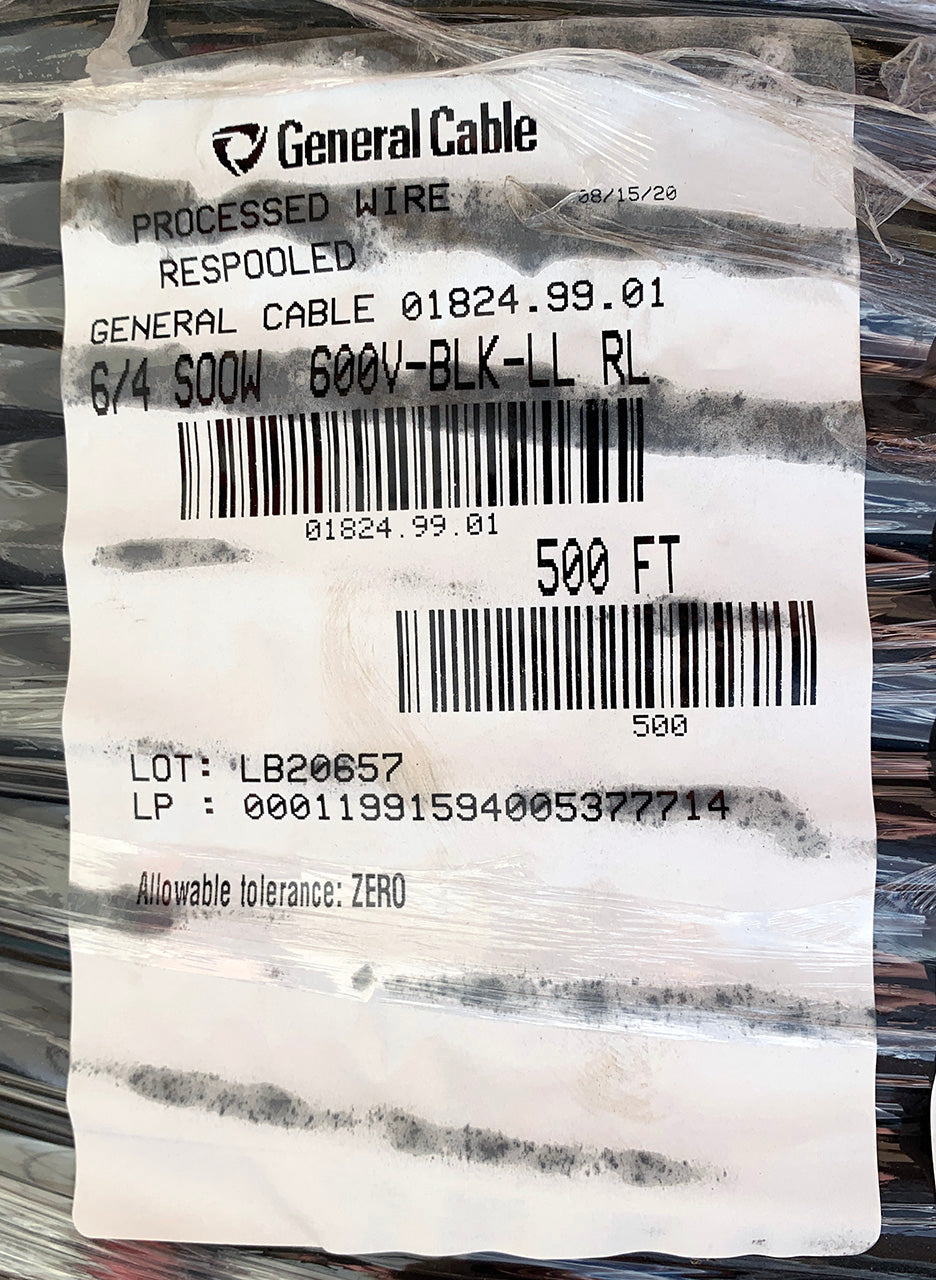 General Cable
PROCESSED WIRE 08/15/20
RESPOOLED
GENERAL CABLE 01824.99.01
6/4 SOOW 600V-BLK-LL RL
01824.99.01
500 FT
500
LOT: LB20657
LP : 00011991594005377714
Allowable tolerance: ZERO